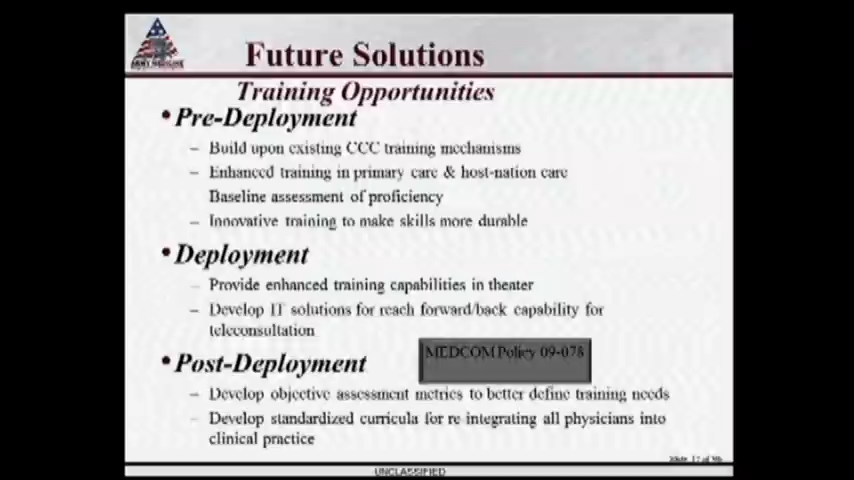 ARMY MEDICINE
Future Solutions
Training Opportunities
• Pre-Deployment
– Build upon existing CCC training mechanisms
– Enhanced training in primary care & host-nation care
Baseline assessment of proficiency
– Innovative training to make skills more durable
• Deployment
– Provide enhanced training capabilities in theater
– Develop IT solutions for reach forward/back capability for
teleconsultation
• Post-Deployment
MEDCOM Policy 09-078
– Develop objective assessment metrics to better define training needs
– Develop standardized curricula for re-integrating all physicians into
clinical practice
UNCLASSIFIED